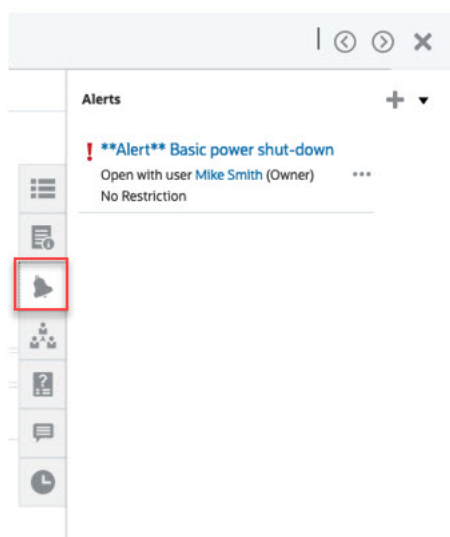 Alerts
**Alert** Basic power shut-down
Open with user Mike Smith (Owner)
No Restriction